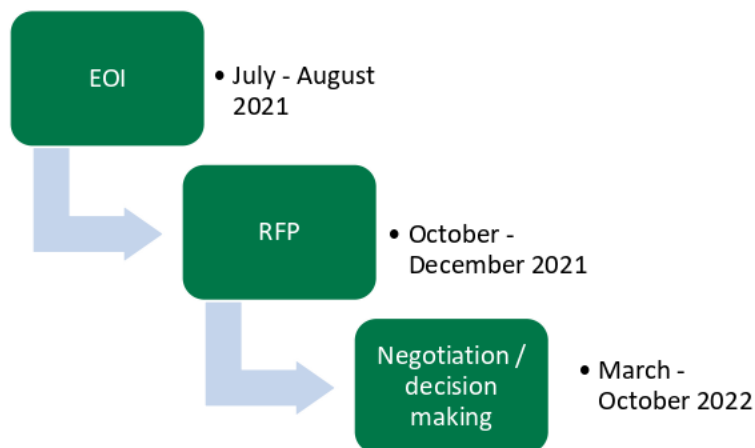 EOI
• July - August
2021
RFP
• October -
December 2021
Negotiation /
decision
making
• March -
October 2022